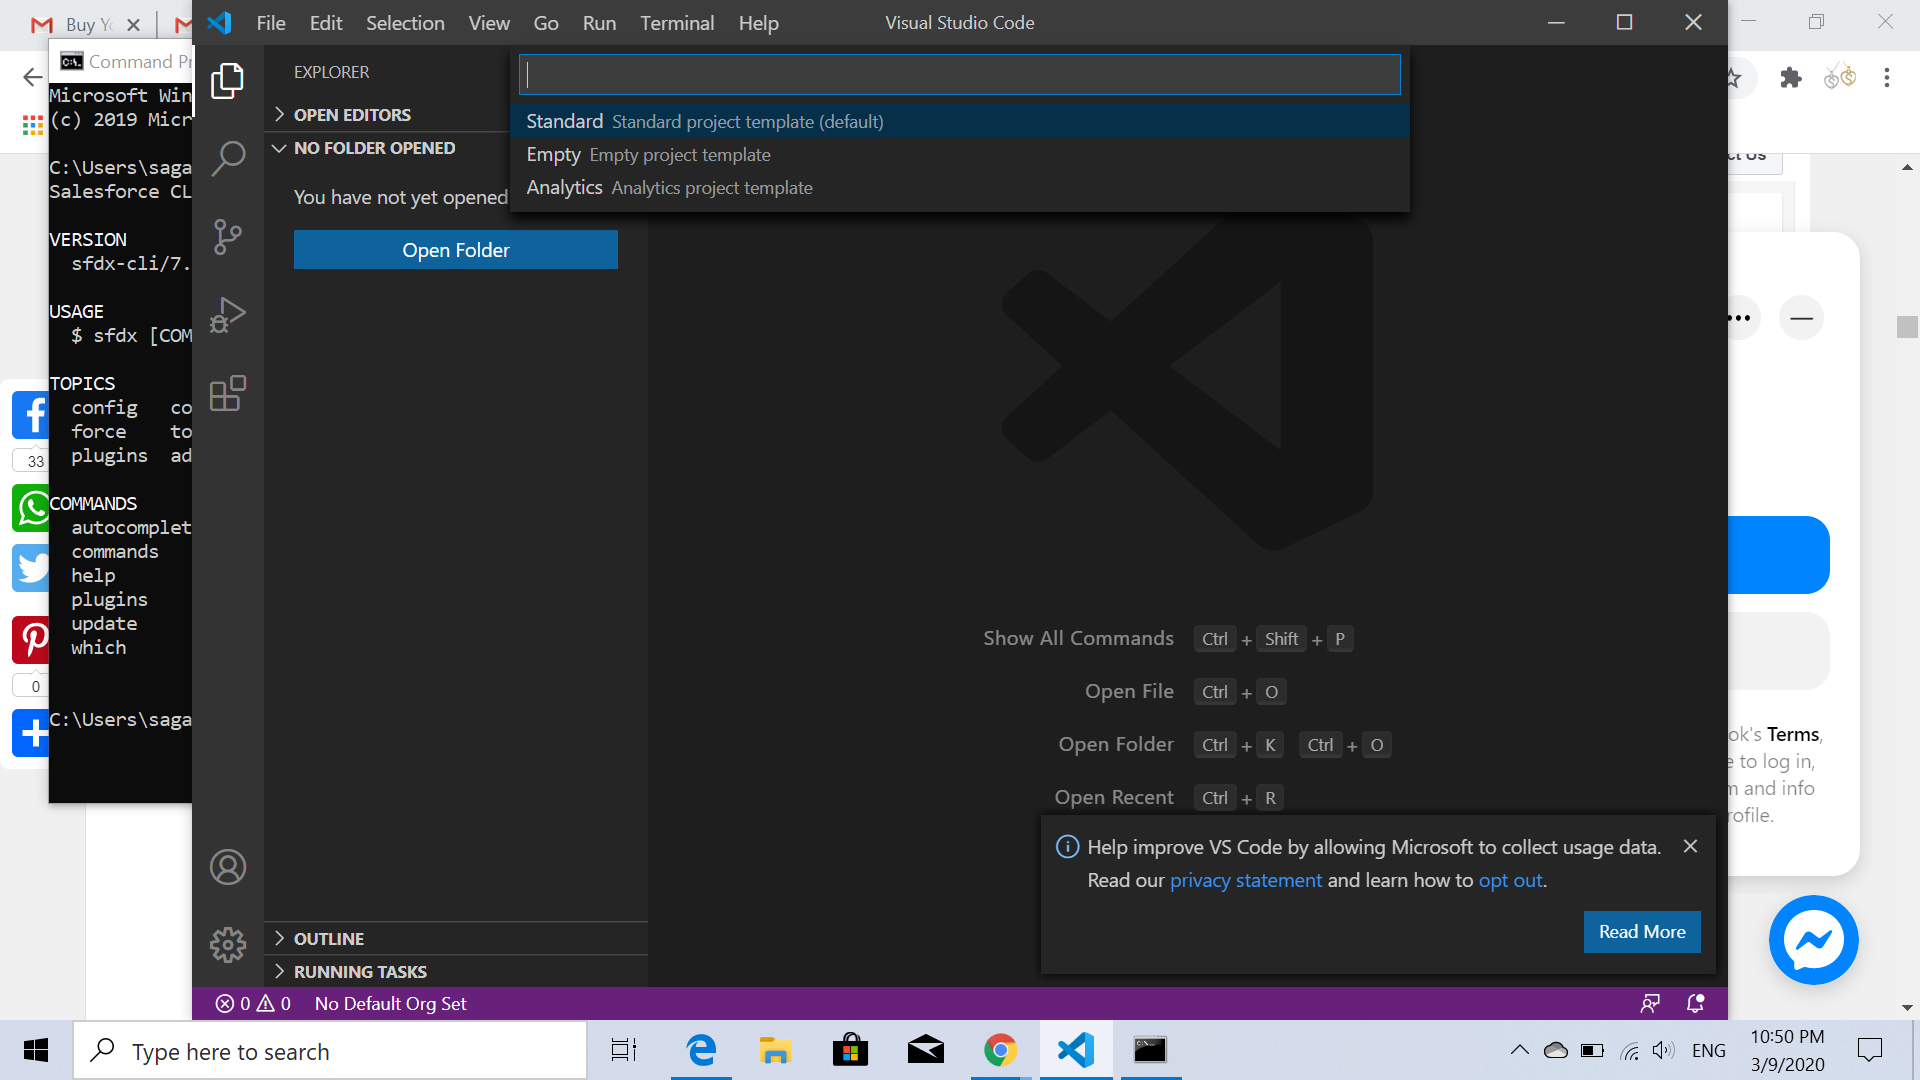 Buy Yo
File Edit Selection View Go Run Terminal Help
Visual Studio Code
Command Pr
Microsoft Win
(c) 2019 Micr
C:\Users\saga
Salesforce CL
VERSION
sfdx-cli/7.
USAGE
$ sfdx [COM
TOPICS
config co
force to
plugins ad
COMMANDS
autocomplet
commands
help
plugins
update
which
C:\Users\saga
33
0
EXPLORER
OPEN EDITORS
NO FOLDER OPENED
You have not yet opened
Open Folder
OUTLINE
RUNNING TASKS
Standard Standard project template (default)
Empty Empty project template
Analytics Analytics project template
Show All Commands Ctrl + Shift + P
Open File Ctrl + O
Open Folder Ctrl + K Ctrl + O
Open Recent Ctrl + R
Help improve VS Code by allowing Microsoft to collect usage data.
Read our privacy statement and learn how to opt out.
Read More
0 0 No Default Org Set
ct Us
ok's Terms,
e to log in,
n and info
rofile.
Type here to search
ENG
10:50 PM
3/9/2020